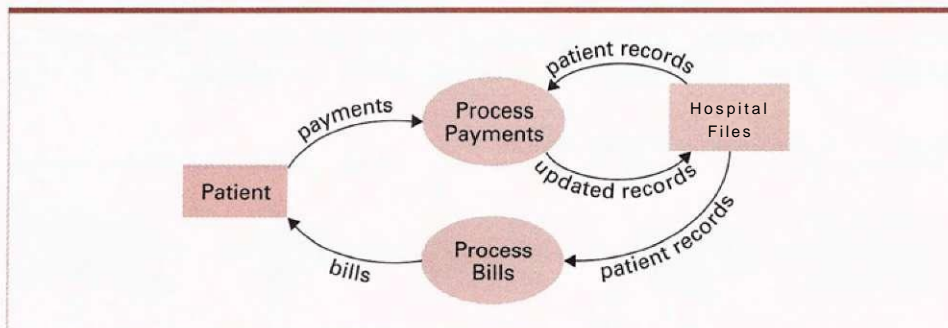 patient records
payments
Process
Payments
Hospital
Files
updated records
Patient
Process
Bills
bills
patient records